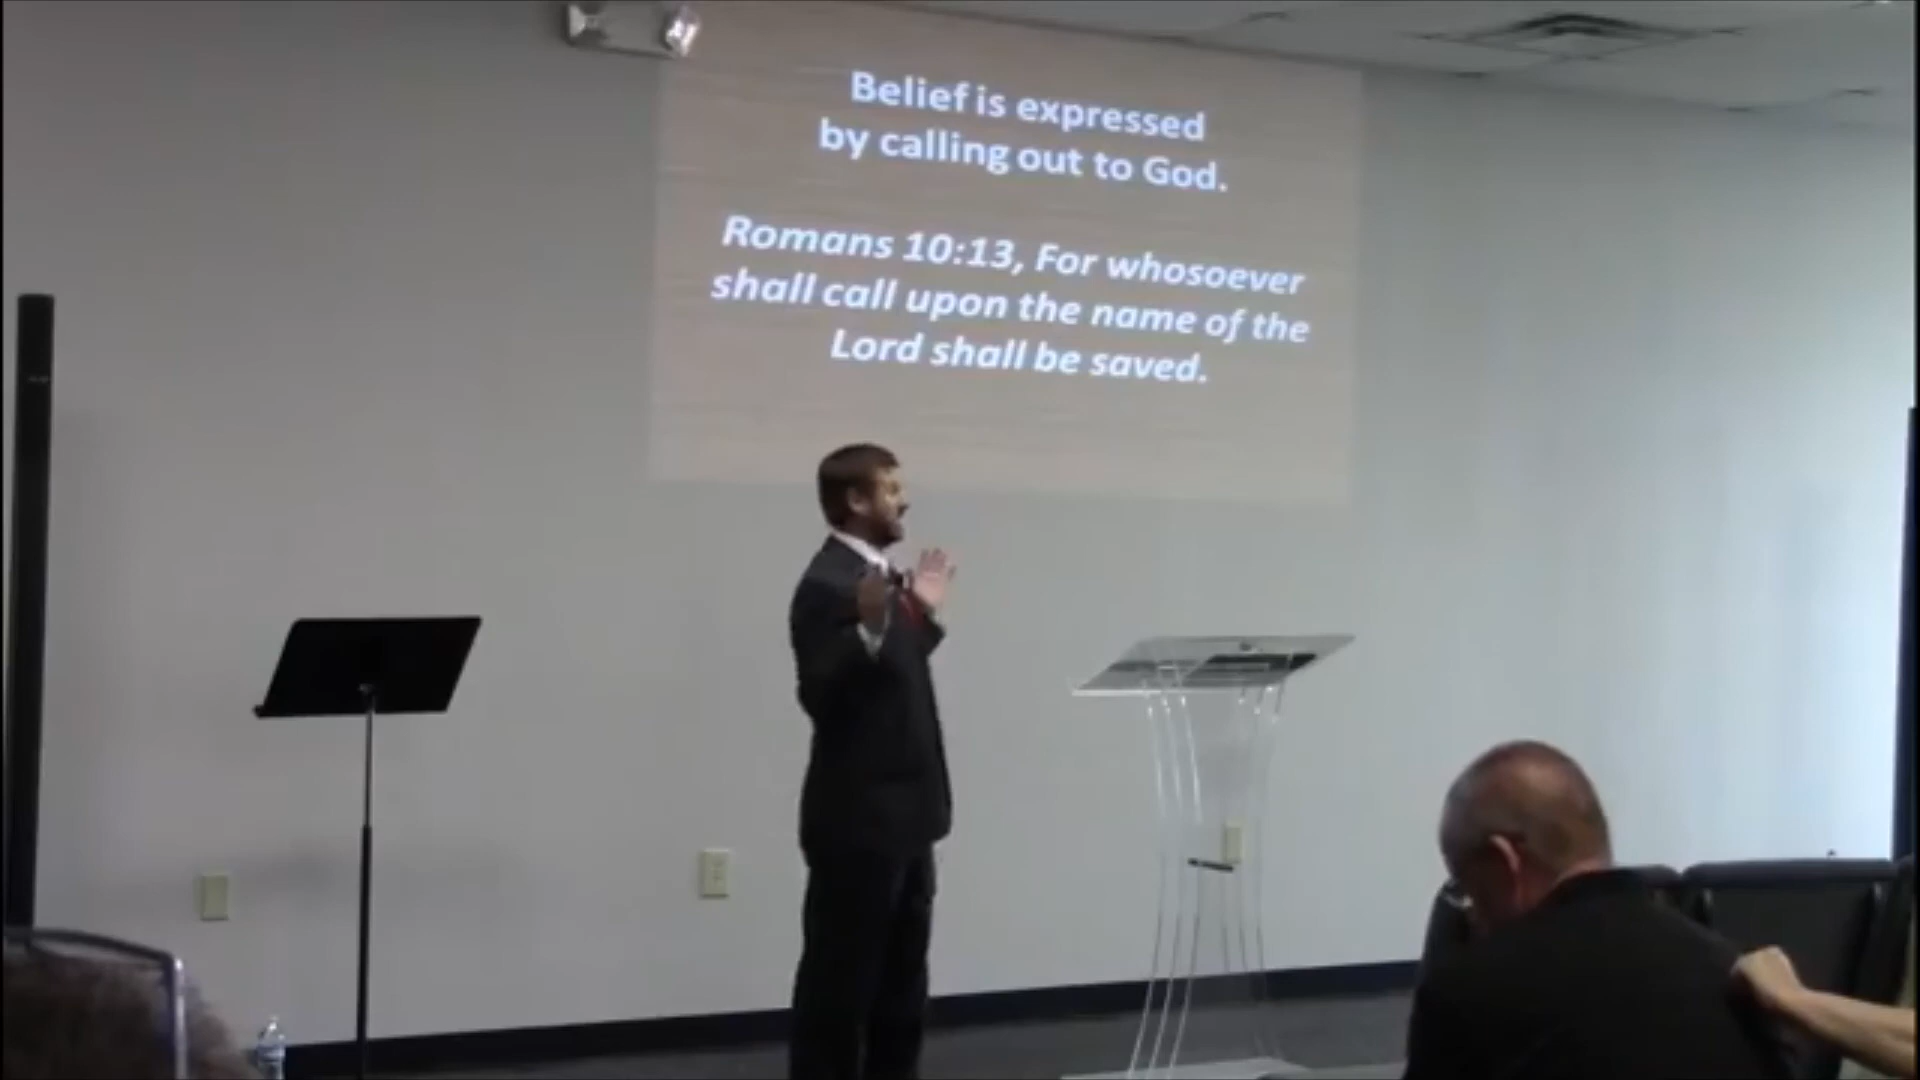 Belief is expressed
by calling out to God.
Romans 10:13, For whosoever
shall call upon the name of the
Lord shall be saved.